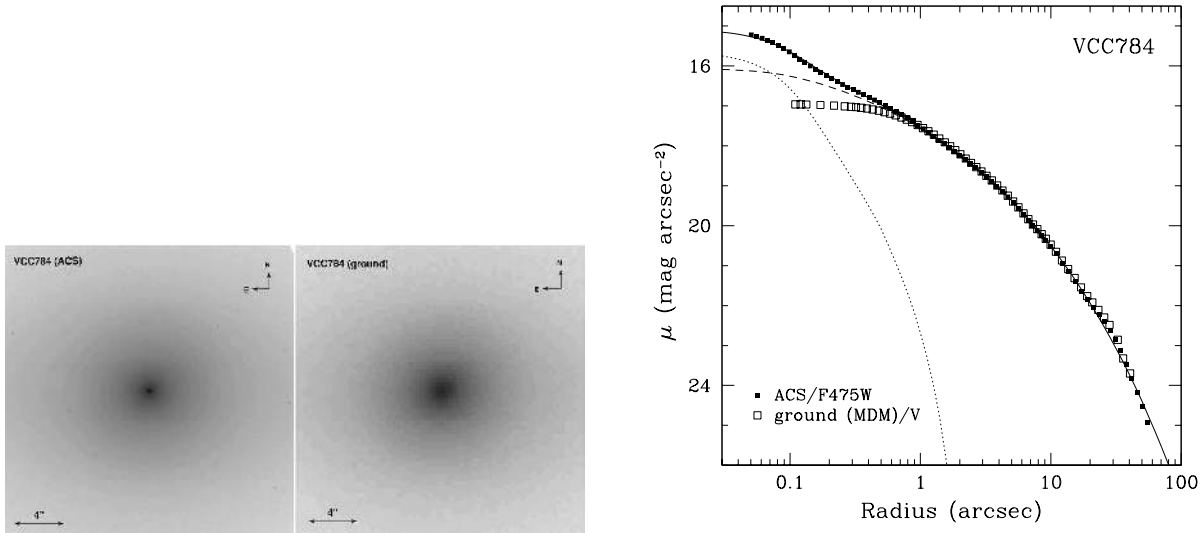 VCC784 (ACS)
N
E
4"
VCC784 (ground)
N
E
4"
VCC784
16
20
24
μ (mag arcsec⁻²)
ACS/F475W
ground (MDM)/V
0.1
1
10
100
Radius (arcsec)